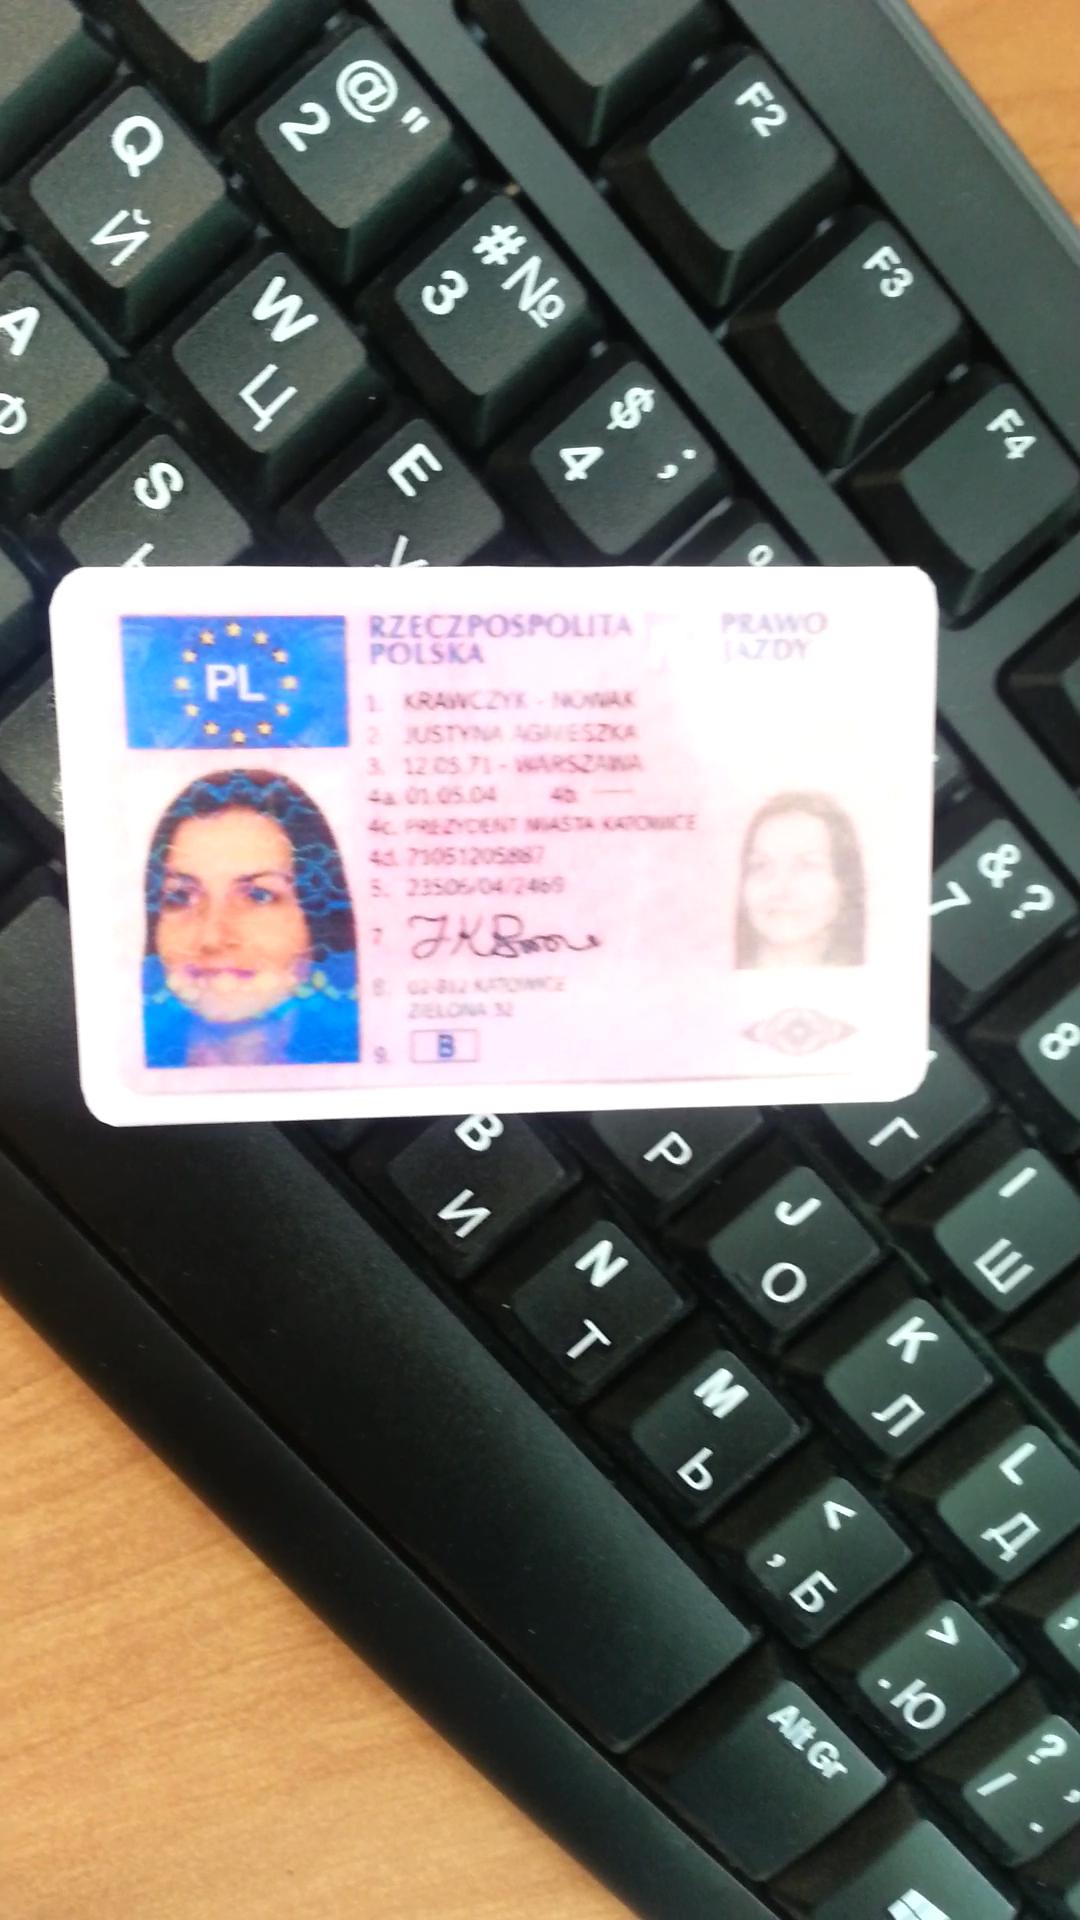 @ "
2
Q
Й
F2
# №
3
F3
W
Ц
A
Ф
$ ;
4
F4
E
S
RZECZPOSPOLITA PRAWO
POLSKA JAZDY
PL
1. KRAWCZYK - NOWAK
2. JUSTYNA AGNIESZKA
3. 12.05.71 - WARSZAWA
4a. 01.05.04 4b. —
4c. PREZYDENT MIASTA KATOWICE
4d. 71051205887
5. 23506/04/2469
7.
8. 02-812 KATOWICE
ZIELONA 32
9. B
& ?
7
8
B
И
P
Г
J
О
I
Ш
N
Т
K
Л
M
Ь
L
Д
<
, Б
>
. Ю
Alt Gr
? ,
/ .